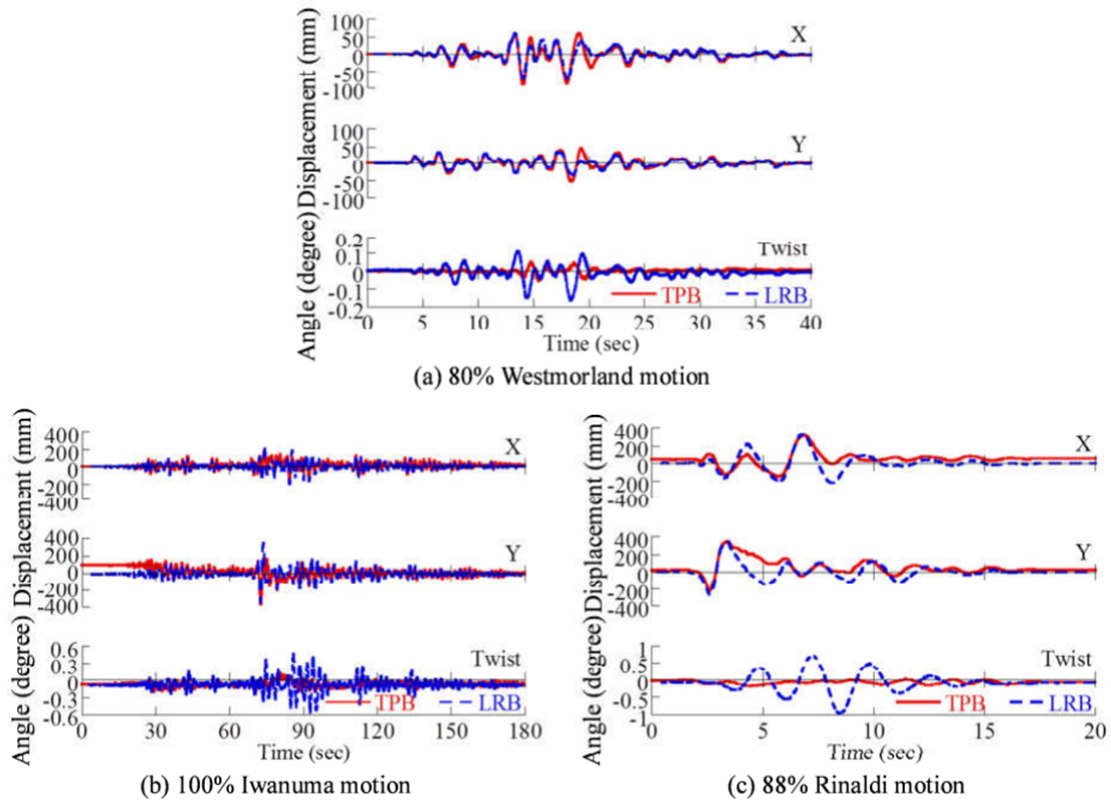 Angle (degree) Displacement (mm)
100
50
0
-50
-100
X
100
50
0
-50
-100
Y
0.2
0.1
0
-0.1
-0.2
Twist
TPB LRB
0 5 10 15 20 25 30 35 40
Time (sec)
(a) 80% Westmorland motion
Angle (degree) Displacement (mm)
400
200
0
-200
-400
X
400
200
0
-200
-400
Y
0.6
0.3
0
-0.3
-0.6
Twist
TPB LRB
0 30 60 90 120 150 180
Time (sec)
(b) 100% Iwanuma motion
Angle (degree) Displacement (mm)
400
200
0
-200
-400
X
400
200
0
-200
-400
Y
1
0.5
0
-0.5
-1
Twist
TPB LRB
0 5 10 15 20
Time (sec)
(c) 88% Rinaldi motion